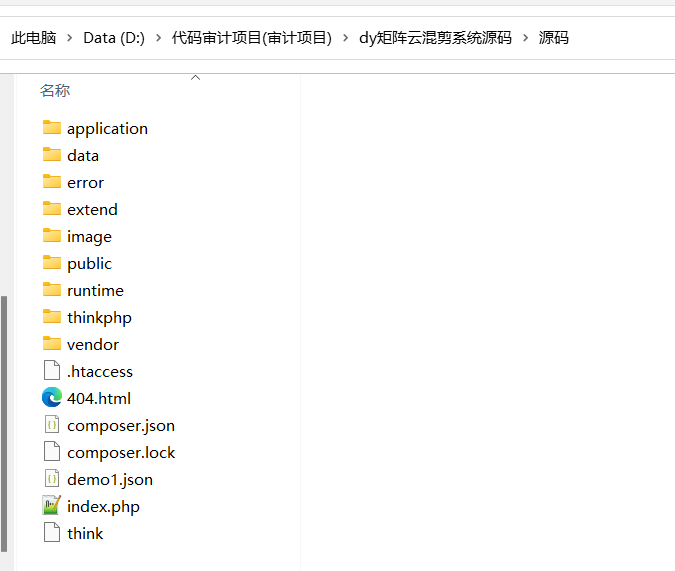 此电脑 > Data (D:) > 代码审计项目(审计项目) > dy矩阵云混剪系统源码 > 源码
名称
application
data
error
extend
image
public
runtime
thinkphp
vendor
.htaccess
404.html
composer.json
composer.lock
demo1.json
index.php
think